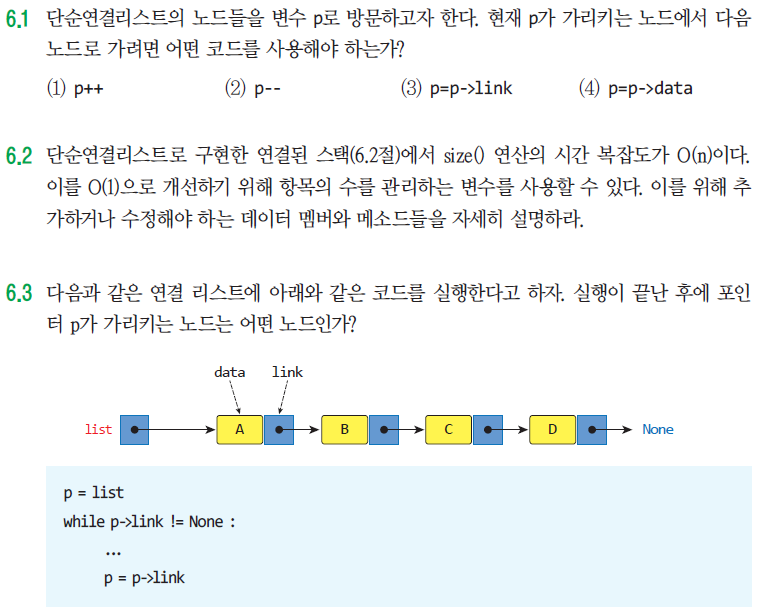 6.1 단순연결리스트의 노드들을 변수 p로 방문하고자 한다. 현재 p가 가리키는 노드에서 다음
노드로 가려면 어떤 코드를 사용해야 하는가?
(1) p++ (2) p-- (3) p=p->link (4) p=p->data
6.2 단순연결리스트로 구현한 연결된 스택(6.2절)에서 size() 연산의 시간 복잡도가 O(n)이다.
이를 O(1)으로 개선하기 위해 항목의 수를 관리하는 변수를 사용할 수 있다. 이를 위해 추
가하거나 수정해야 하는 데이터 멤버와 메소드들을 자세히 설명하라.
6.3 다음과 같은 연결 리스트에 아래와 같은 코드를 실행한다고 하자. 실행이 끝난 후에 포인
터 p가 가리키는 노드는 어떤 노드인가?
data link
list A B C D None
p = list
while p->link != None :
...
p = p->link